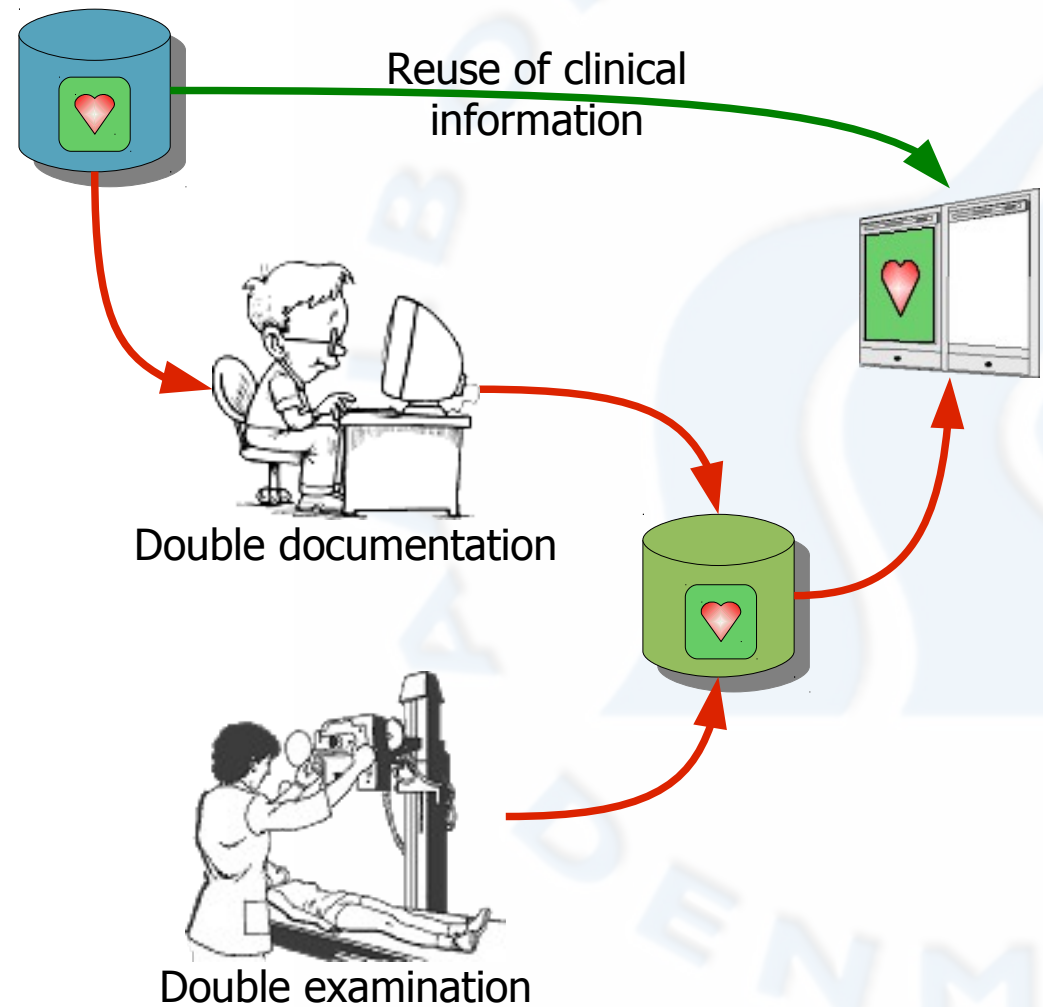 Reuse of clinical
information
Double documentation
Double examination